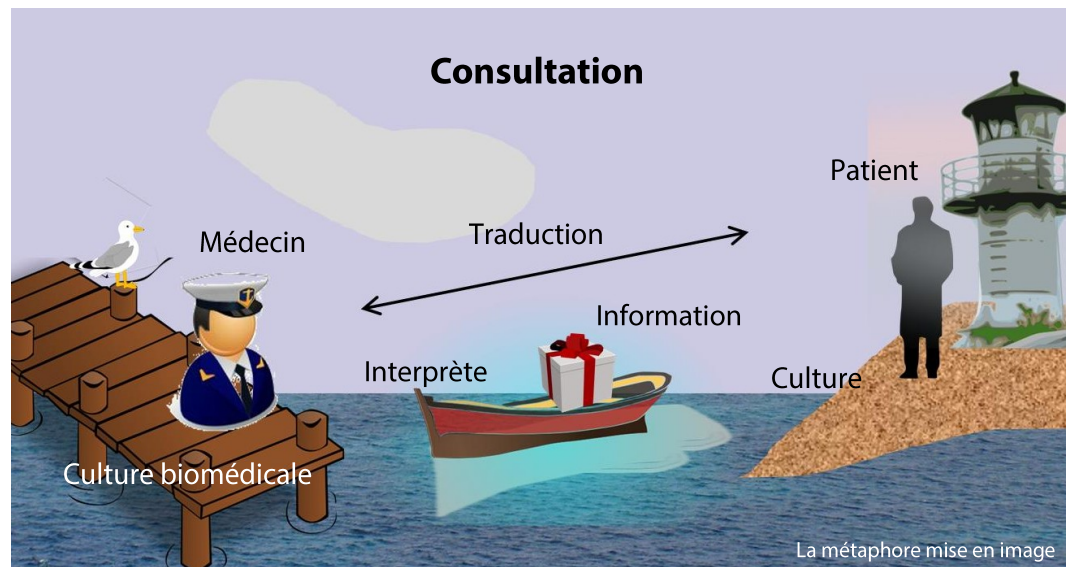 Consultation
Patient
Médecin
Traduction
Information
Interprète
Culture
Culture biomédicale
La métaphore mise en image